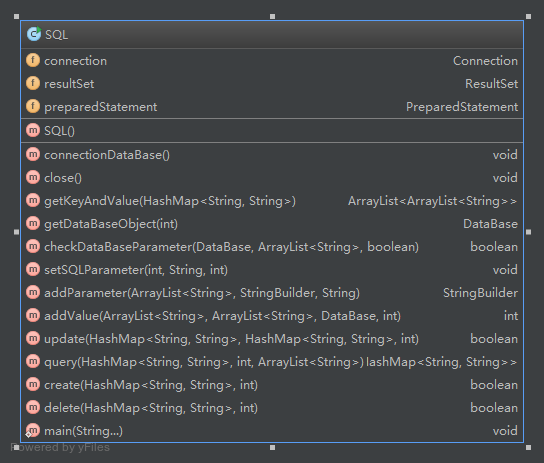 SQL
connection Connection
resultSet ResultSet
preparedStatement PreparedStatement
SQL()
connectionDataBase() void
close() void
getKeyAndValue(HashMap<String, String>) ArrayList<ArrayList<String>>
getDataBaseObject(int) DataBase
checkDataBaseParameter(DataBase, ArrayList<String>, boolean) boolean
setSQLParameter(int, String, int) void
addParameter(ArrayList<String>, StringBuilder, String) StringBuilder
addValue(ArrayList<String>, ArrayList<String>, DataBase, int) int
update(HashMap<String, String>, HashMap<String, String>, int) boolean
query(HashMap<String, String>, int, ArrayList<String>) HashMap<String, String>>
create(HashMap<String, String>, int) boolean
delete(HashMap<String, String>, int) boolean
main(String...) void
Powered by yFiles